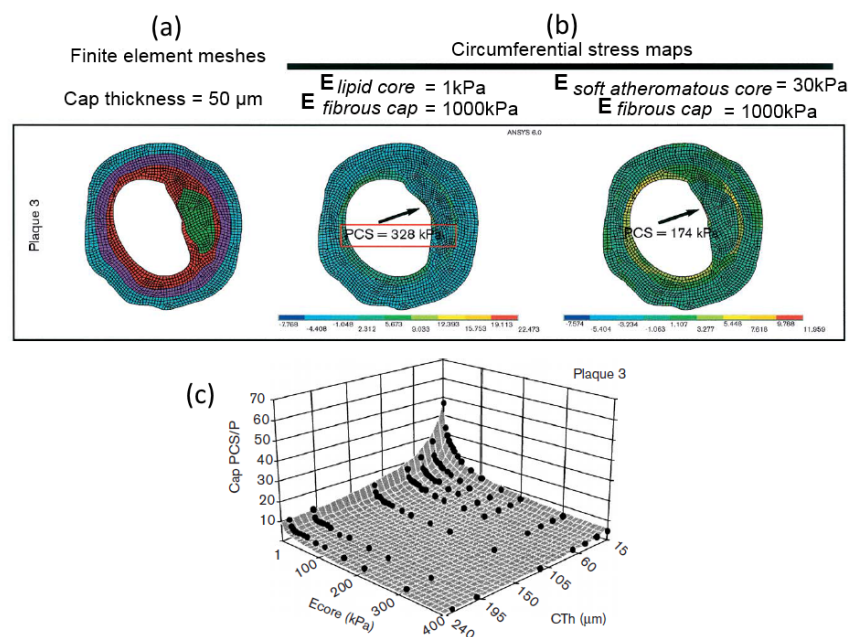 (a)
(b)
Finite element meshes
Circumferential stress maps
Cap thickness = 50 μm
E lipid core = 1kPa
E fibrous cap = 1000kPa
E soft atheromatous core = 30kPa
E fibrous cap = 1000kPa
ANSYS 6.0
Plaque 3
PCS = 328 kPa
PCS = 174 kPa
-7.768 -4.408 -1.048 2.312 5.673 9.033 12.393 15.753 19.113 22.473
-7.574 -5.404 -3.234 -1.063 1.107 3.277 5.448 7.618 9.788 11.959
(c)
Plaque 3
Cap PCS/P
70
60
50
40
30
20
10
1
100
200
300
400
Ecore (kPa)
240
195
150
105
60
15
CTh (μm)